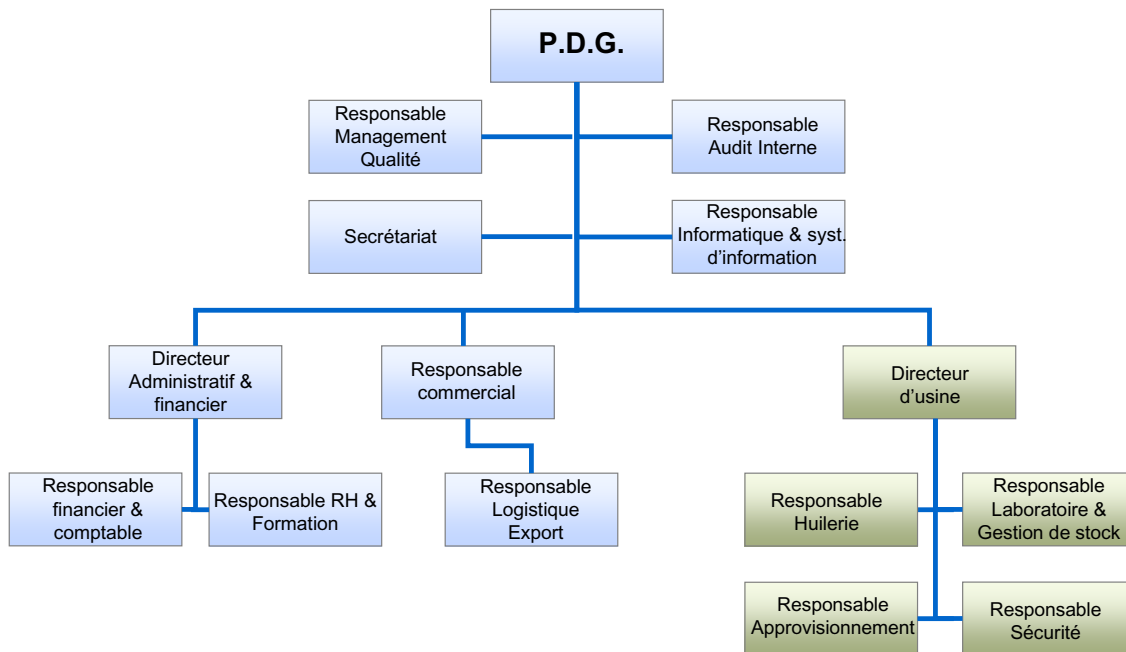 P.D.G.
Responsable
Management
Qualité
Responsable
Audit Interne
Secrétariat
Responsable
Informatique & syst.
d’information
Directeur
Administratif &
financier
Responsable
commercial
Directeur
d’usine
Responsable
financier &
comptable
Responsable RH &
Formation
Responsable
Logistique
Export
Responsable
Huilerie
Responsable
Laboratoire &
Gestion de stock
Responsable
Approvisionnement
Responsable
Sécurité